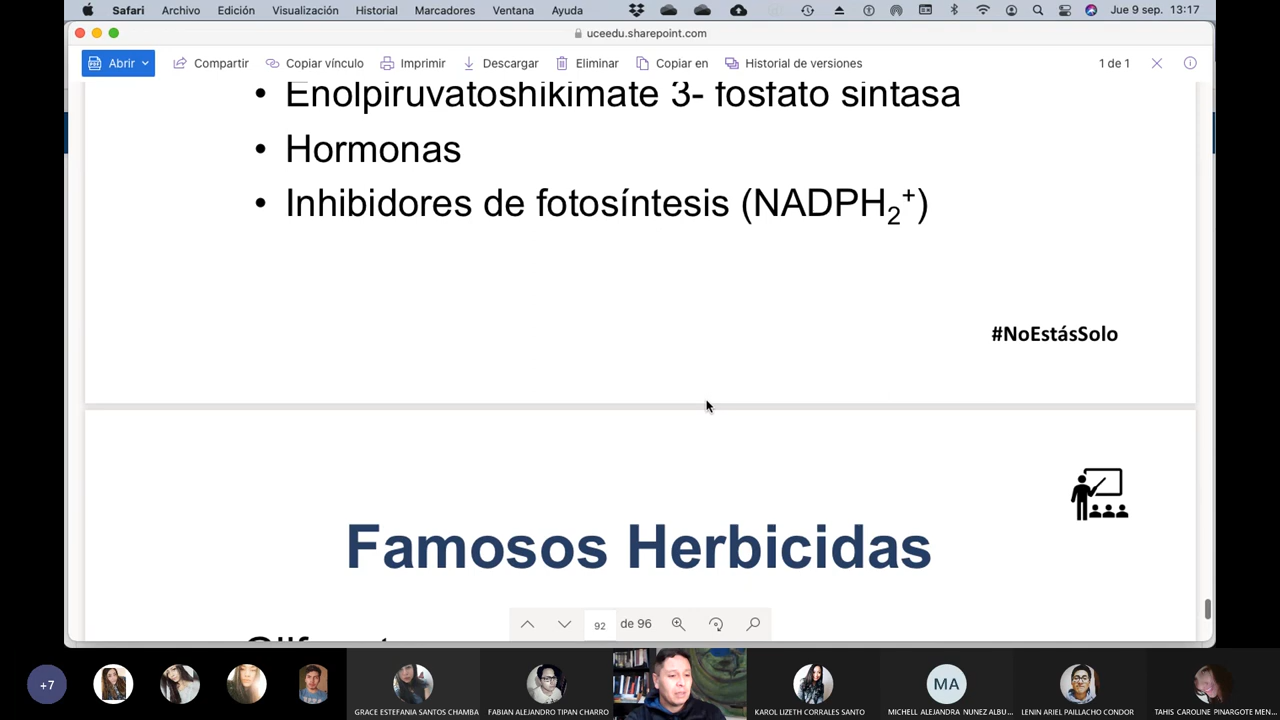 Safari Archivo Edición Visualización Historial Marcadores Ventana Ayuda Jue 9 sep. 13:17
uceedu.sharepoint.com
Abrir Compartir Copiar vínculo Imprimir Descargar Eliminar Copiar en Historial de versiones 1 de 1
• Enolpiruvatoshikimate 3- fosfato sintasa
• Hormonas
• Inhibidores de fotosíntesis (NADPH₂⁺)
#NoEstásSolo
Famosos Herbicidas
92 de 96
+7 GRACE ESTEFANIA SANTOS CHAMBA FABIAN ALEJANDRO TIPAN CHARRO KAROL LIZETH CORRALES SANTO MA MICHELL ALEJANDRA NUNEZ ALBU... LENIN ARIEL PAILLACHO CONDOR TAHIS CAROLINE PINARGOTE MEN...